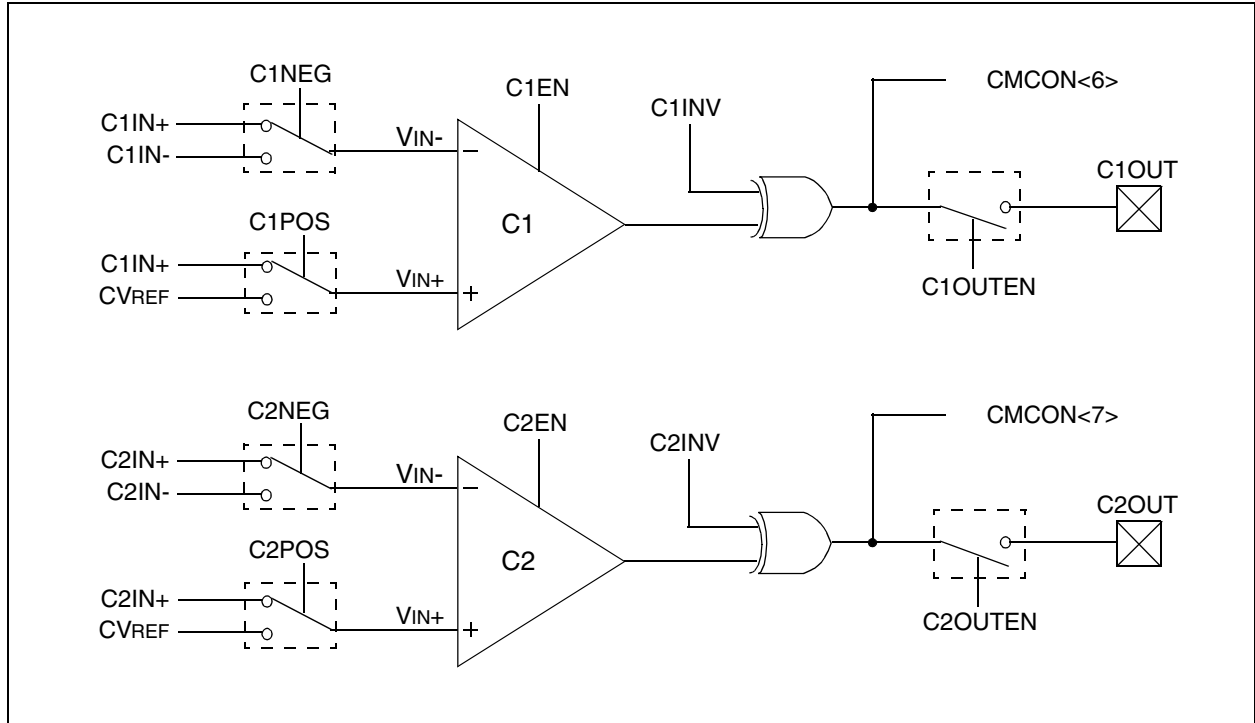 C1NEG
C1IN+
C1IN-
VIN-
C1EN
C1INV
CMCON<6>
C1OUT
−
C1
C1POS
C1IN+
CVREF
VIN+
+
C1OUTEN
C2NEG
C2IN+
C2IN-
VIN-
C2EN
C2INV
CMCON<7>
C2OUT
−
C2
C2POS
C2IN+
CVREF
VIN+
+
C2OUTEN